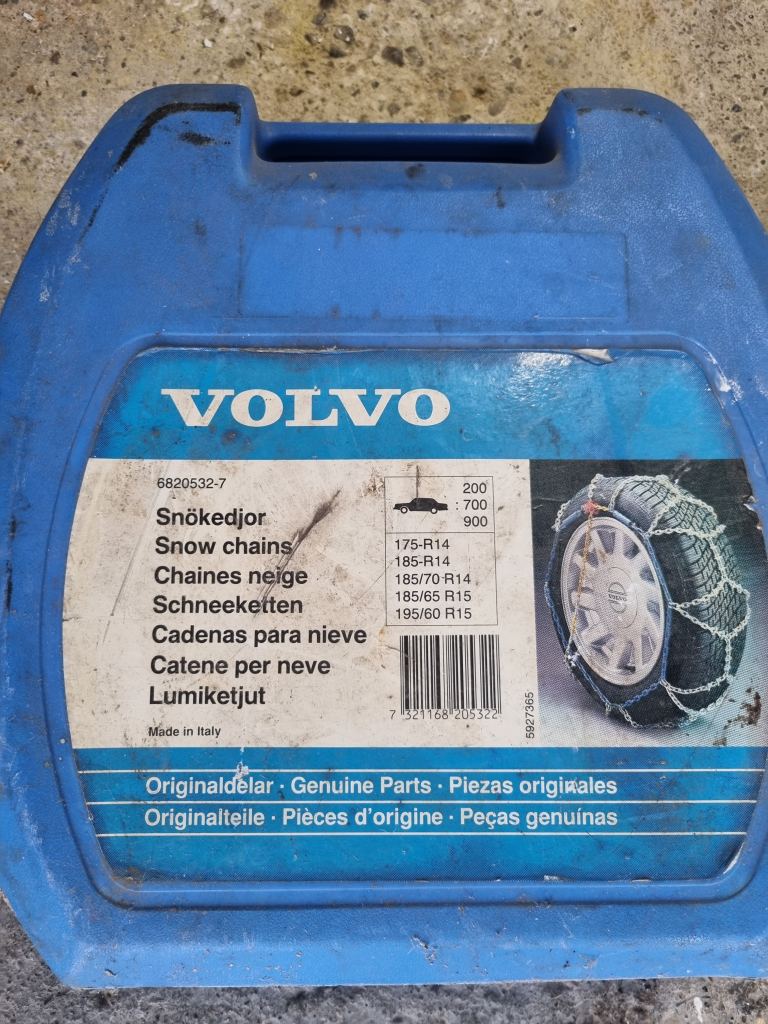 VOLVO
6820532-7
Snökedjor
Snow chains
Chaines neige
Schneeketten
Cadenas para nieve
Catene per neve
Lumiketjut
Made in Italy
200
: 700
900
175-R14
185-R14
185/70 R14
185/65 R15
195/60 R15
7 321168 205322
5927365
VOLVO
Originaldelar · Genuine Parts · Piezas originales
Originalteile · Pièces d'origine · Peças genuínas